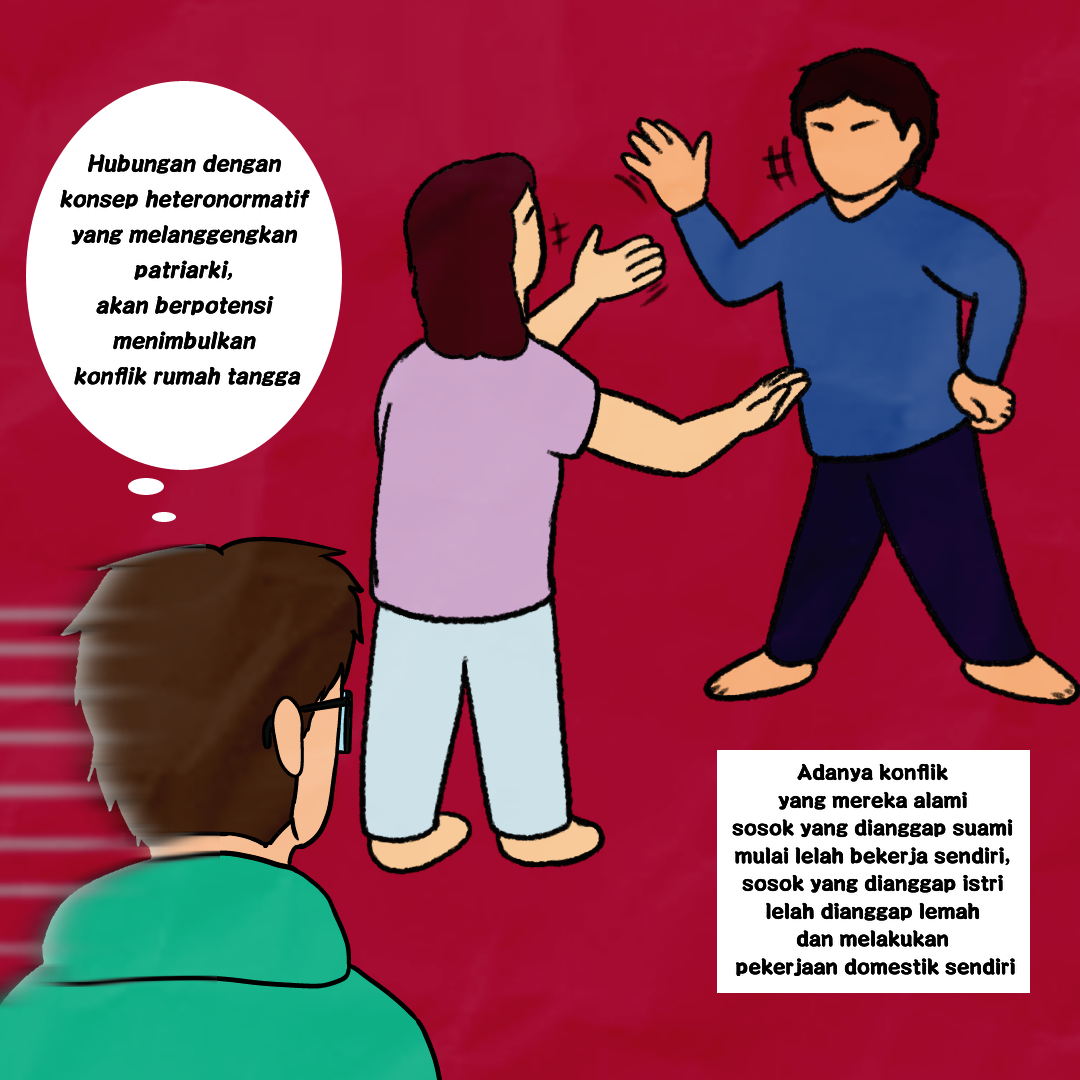 Hubungan dengan
konsep heteronormatif
yang melanggengkan
patriarki,
akan berpotensi
menimbulkan
konflik rumah tangga
Adanya konflik
yang mereka alami
sosok yang dianggap suami
mulai lelah bekerja sendiri,
sosok yang dianggap istri
lelah dianggap lemah
dan melakukan
pekerjaan domestik sendiri